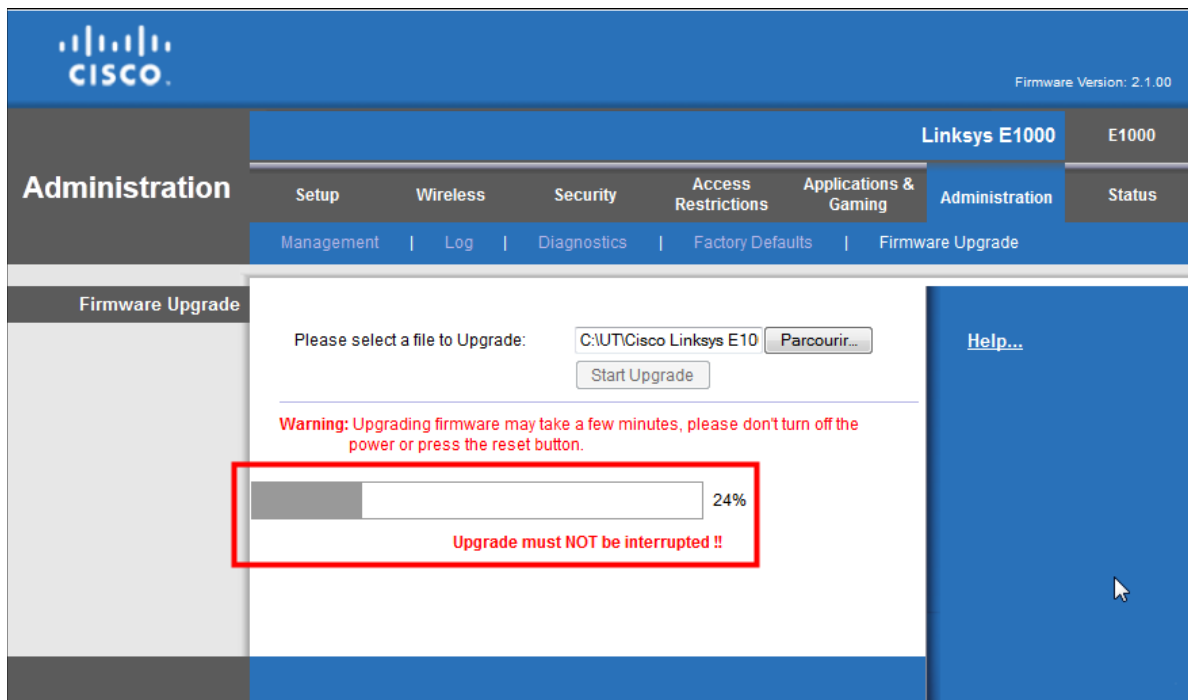 CISCO.
Firmware Version: 2.1.00
Linksys E1000
E1000
Administration
Setup
Wireless
Security
Access Restrictions
Applications & Gaming
Administration
Status
Management | Log | Diagnostics | Factory Defaults | Firmware Upgrade
Firmware Upgrade
Please select a file to Upgrade: C:\UT\Cisco Linksys E10 Parcourir...
Help...
Start Upgrade
Warning: Upgrading firmware may take a few minutes, please don't turn off the
power or press the reset button.
24%
Upgrade must NOT be interrupted !!